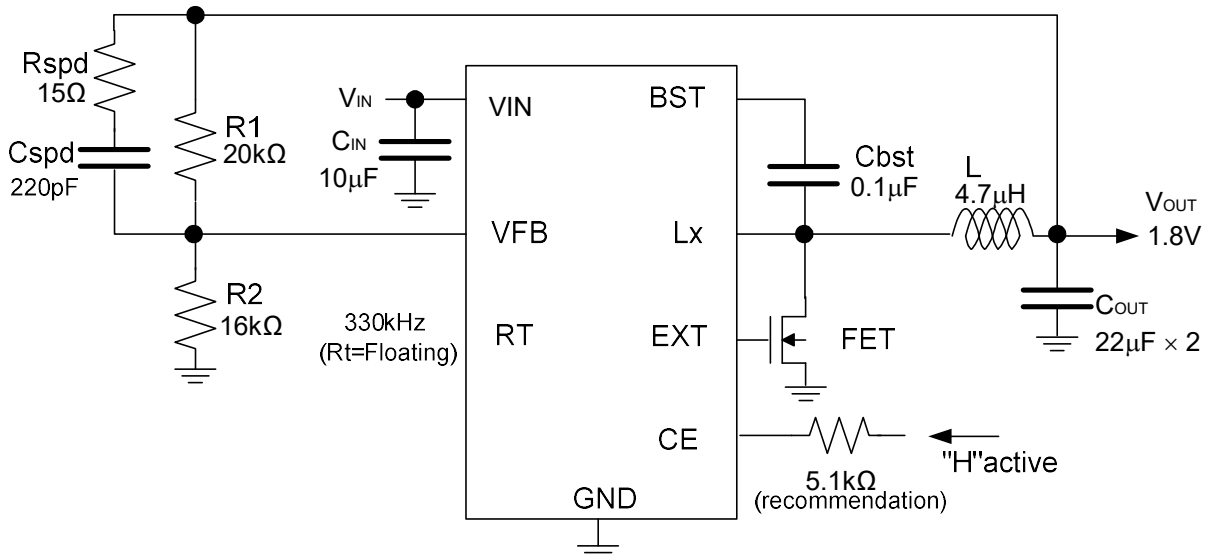 Rspd
15Ω
Cspd
220pF
R1
20kΩ
R2
16kΩ
VIN
CIN
10μF
VIN
VFB
RT
330kHz
(Rt=Floating)
BST
Lx
EXT
CE
GND
Cbst
0.1μF
L
4.7μH
VOUT
1.8V
COUT
22μF × 2
FET
5.1kΩ
(recommendation)
"H"active